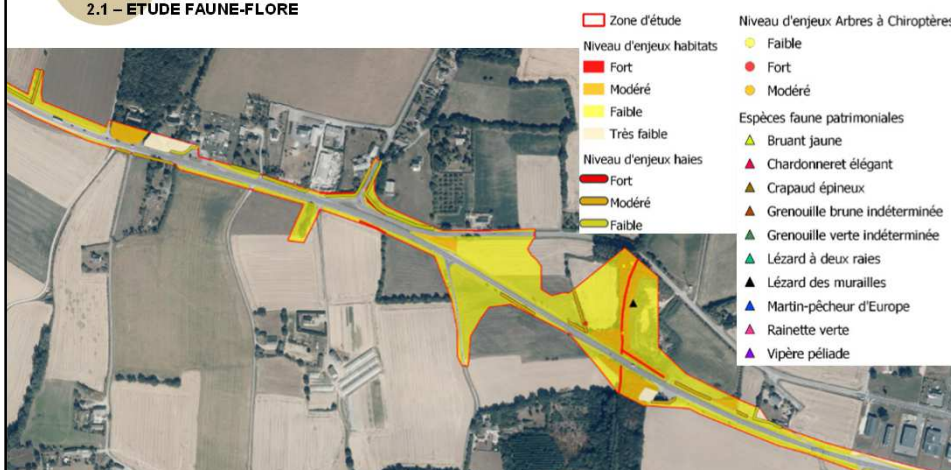 2.1 – ETUDE FAUNE-FLORE
Zone d'étude
Niveau d'enjeux habitats
Fort
Modéré
Faible
Très faible
Niveau d'enjeux haies
Fort
Modéré
Faible
Niveau d'enjeux Arbres à Chiroptères
Faible
Fort
Modéré
Espèces faune patrimoniales
Bruant jaune
Chardonneret élégant
Crapaud épineux
Grenouille brune indéterminée
Grenouille verte indéterminée
Lézard à deux raies
Lézard des murailles
Martin-pêcheur d'Europe
Rainette verte
Vipère péliade